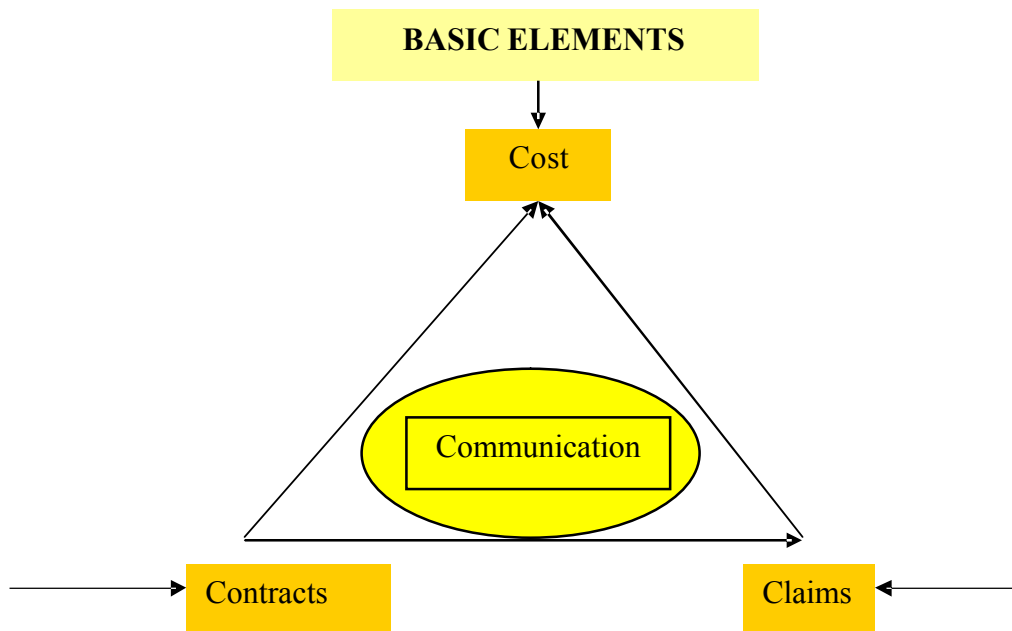 BASIC ELEMENTS
Cost
Communication
Contracts
Claims